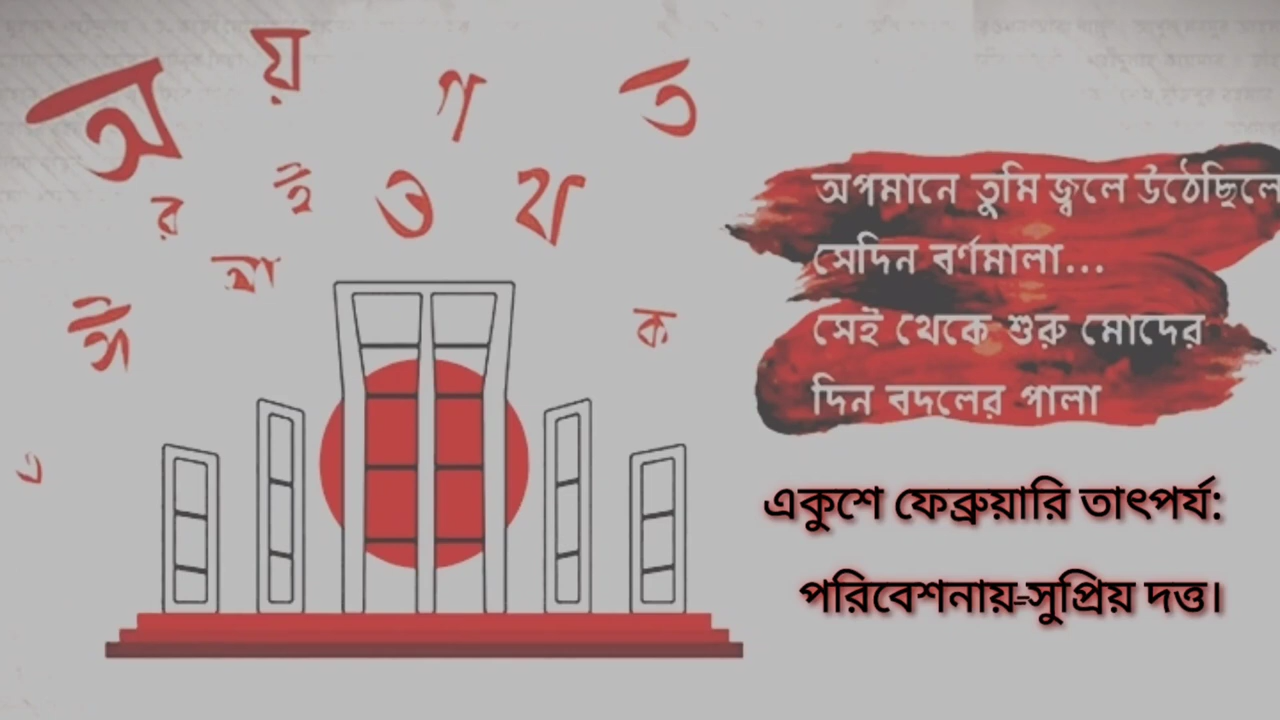 অ
য়
গ
ত
র
ই
ও
থ
আ
ঈ
ক
এ
অপমানে তুমি জ্বলে উঠেছিলে
সেদিন বর্ণমালা...
সেই থেকে শুরু মোদের
দিন বদলের পালা
একুশে ফেব্রুয়ারি তাৎপর্য:
পরিবেশনায়-সুপ্রিয় দত্ত।